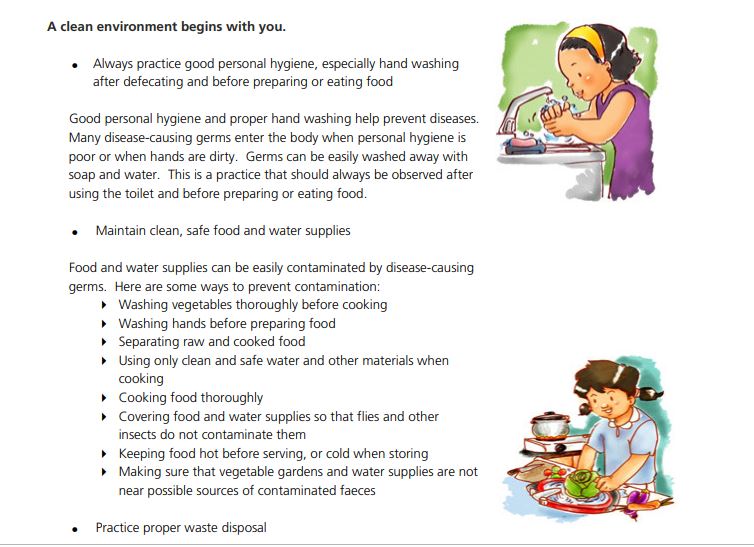 A clean environment begins with you.
• Always practice good personal hygiene, especially hand washing
after defecating and before preparing or eating food
Good personal hygiene and proper hand washing help prevent diseases.
Many disease-causing germs enter the body when personal hygiene is
poor or when hands are dirty.  Germs can be easily washed away with
soap and water.  This is a practice that should always be observed after
using the toilet and before preparing or eating food.
• Maintain clean, safe food and water supplies
Food and water supplies can be easily contaminated by disease-causing
germs.  Here are some ways to prevent contamination:
▸ Washing vegetables thoroughly before cooking
▸ Washing hands before preparing food
▸ Separating raw and cooked food
▸ Using only clean and safe water and other materials when
cooking
▸ Cooking food thoroughly
▸ Covering food and water supplies so that flies and other
insects do not contaminate them
▸ Keeping food hot before serving, or cold when storing
▸ Making sure that vegetable gardens and water supplies are not
near possible sources of contaminated faeces
• Practice proper waste disposal